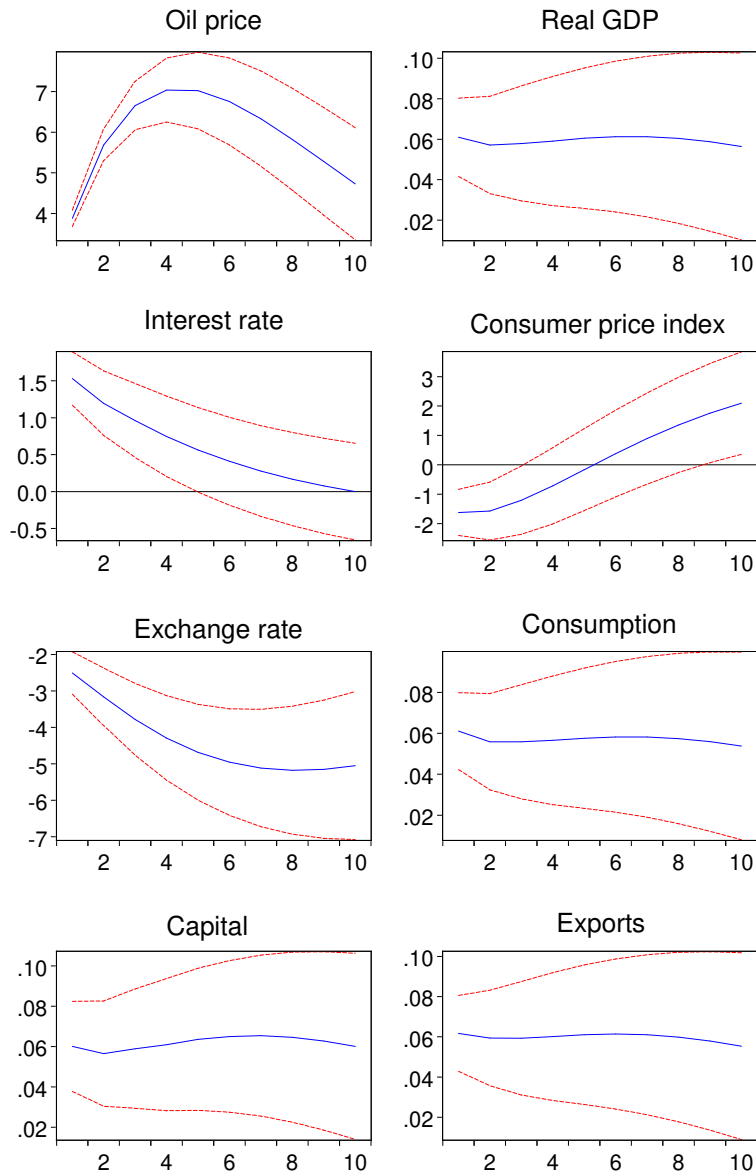 Oil price
7
6
5
4
2 4 6 8 10
Real GDP
.10
.08
.06
.04
.02
2 4 6 8 10
Interest rate
1.5
1.0
0.5
0.0
-0.5
2 4 6 8 10
Consumer price index
3
2
1
0
-1
-2
2 4 6 8 10
Exchange rate
-2
-3
-4
-5
-6
-7
2 4 6 8 10
Consumption
.08
.06
.04
.02
2 4 6 8 10
Capital
.10
.08
.06
.04
.02
2 4 6 8 10
Exports
.10
.08
.06
.04
.02
2 4 6 8 10